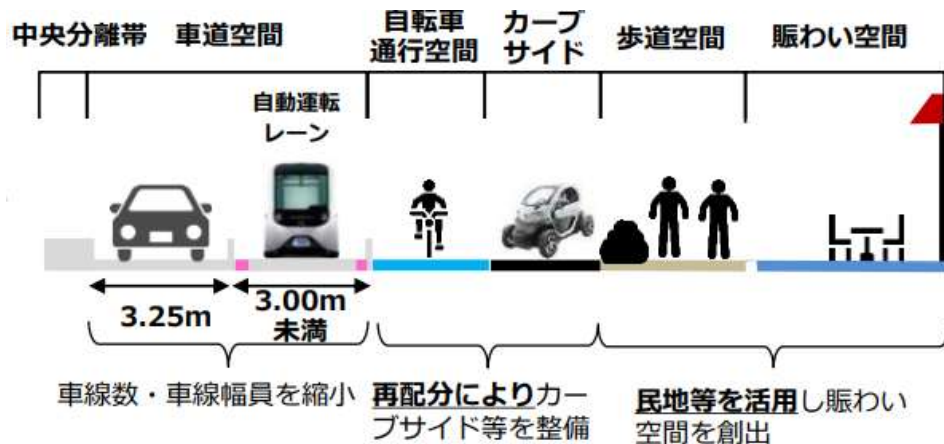 中央分離帯
車道空間
自転車
通行空間
カーブ
サイド
歩道空間
賑わい空間
自動運転
レーン
3.25m
3.00m
未満
車線数・車線幅員を縮小
再配分によりカー
ブサイド等を整備
民地等を活用し賑わい
空間を創出